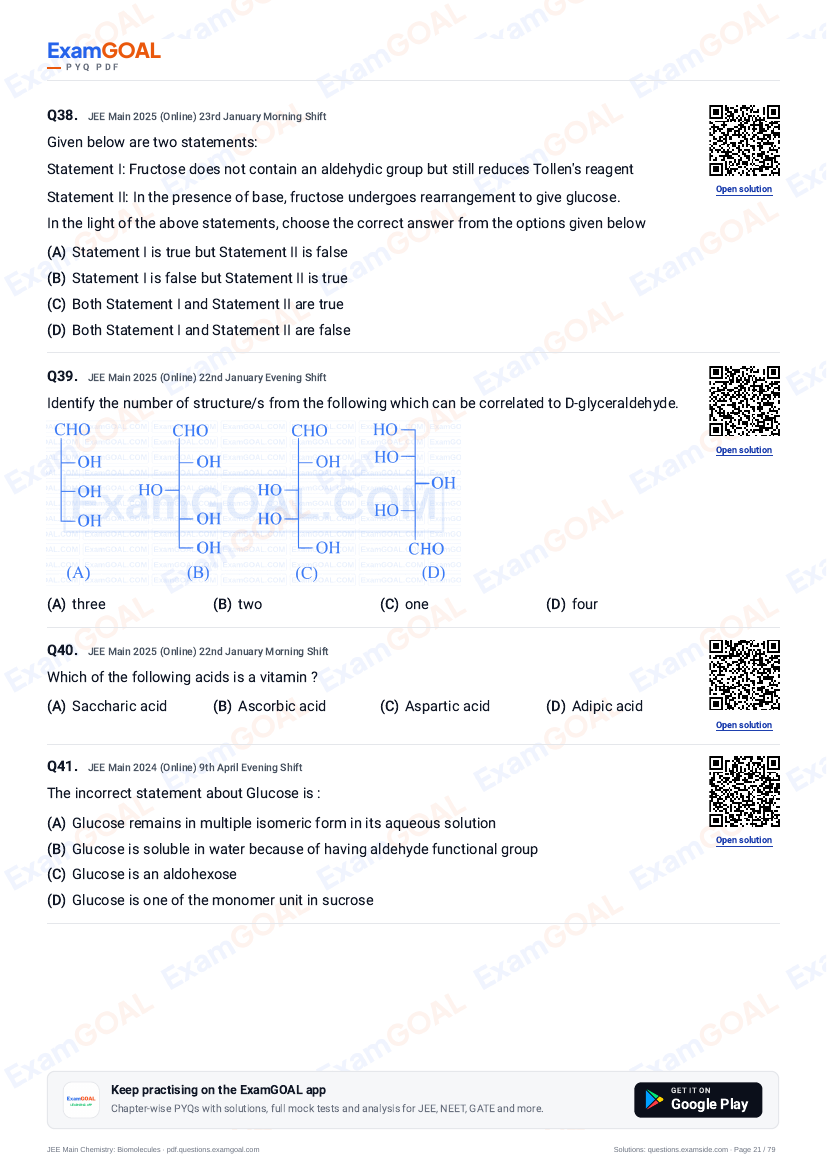 ExamGOAL
PYQ PDF
Q38. JEE Main 2025 (Online) 23rd January Morning Shift
Given below are two statements:
Statement I: Fructose does not contain an aldehydic group but still reduces Tollen's reagent
Statement II: In the presence of base, fructose undergoes rearrangement to give glucose.
In the light of the above statements, choose the correct answer from the options given below
(A) Statement I is true but Statement II is false
(B) Statement I is false but Statement II is true
(C) Both Statement I and Statement II are true
(D) Both Statement I and Statement II are false
Open solution
Q39. JEE Main 2025 (Online) 22nd January Evening Shift
Identify the number of structure/s from the following which can be correlated to D-glyceraldehyde.
Open solution
CHO CHO CHO HO
HO
OH OH OH
OH
OH HO HO
HO
OH OH HO
OH OH CHO
(A) (B) (C) (D)
ExamGOAL.COM
(A) three (B) two (C) one (D) four
Q40. JEE Main 2025 (Online) 22nd January Morning Shift
Which of the following acids is a vitamin ?
(A) Saccharic acid (B) Ascorbic acid (C) Aspartic acid (D) Adipic acid
Open solution
Q41. JEE Main 2024 (Online) 9th April Evening Shift
The incorrect statement about Glucose is :
(A) Glucose remains in multiple isomeric form in its aqueous solution
(B) Glucose is soluble in water because of having aldehyde functional group
(C) Glucose is an aldohexose
(D) Glucose is one of the monomer unit in sucrose
Open solution
ExamGOAL
Keep practising on the ExamGOAL app
Chapter-wise PYQs with solutions, full mock tests and analysis for JEE, NEET, GATE and more.
GET IT ON
Google Play
JEE Main Chemistry: Biomolecules · pdf.questions.examgoal.com
Solutions: questions.examside.com · Page 21 / 79